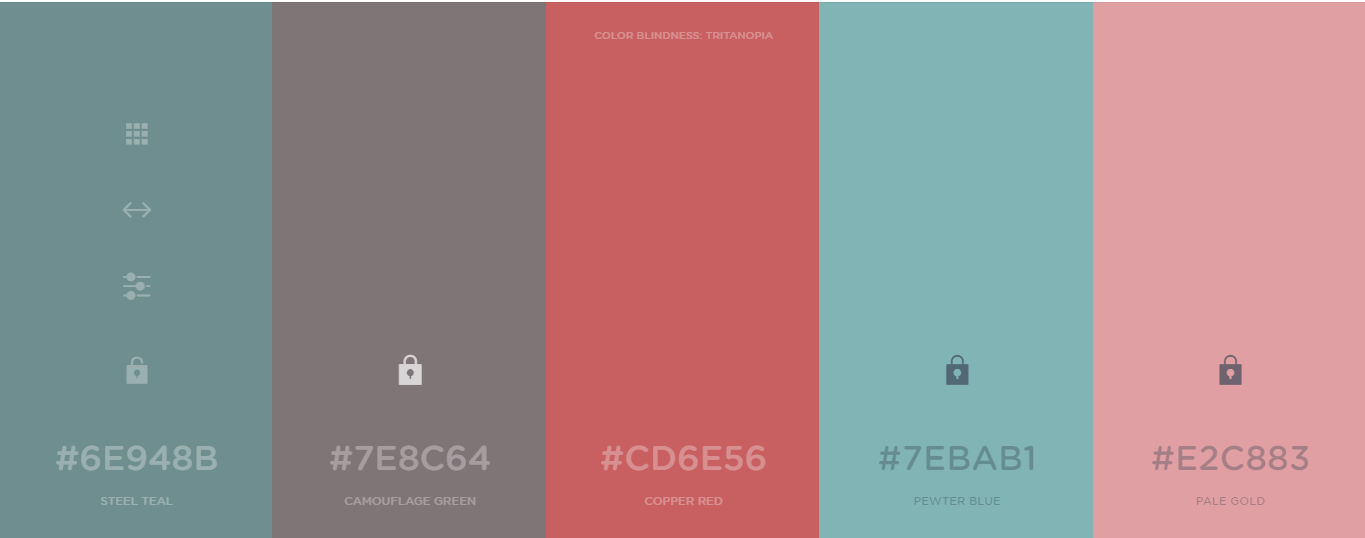 COLOR BLINDNESS: TRITANOPIA
#6E948B
STEEL TEAL
#7E8C64
CAMOUFLAGE GREEN
#CD6E56
COPPER RED
#7EBAB1
PEWTER BLUE
#E2C883
PALE GOLD